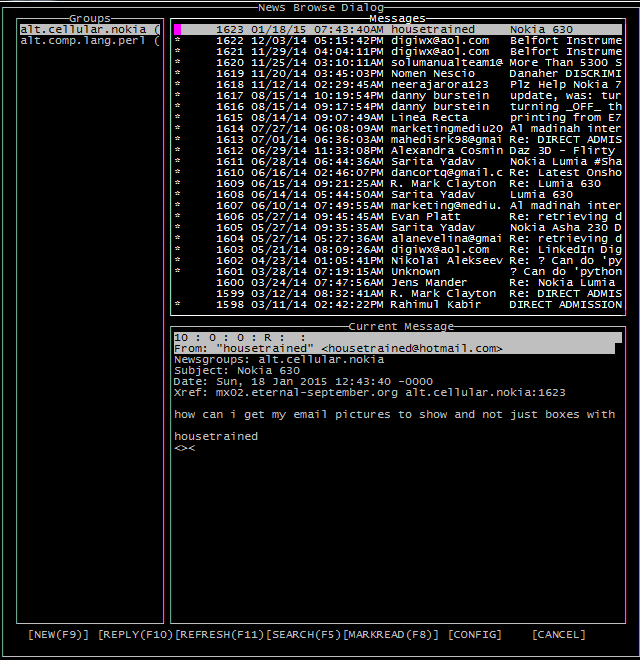 News Browse Dialog
Groups
alt.cellular.nokia (
alt.comp.lang.perl (
Messages
1623 01/18/15 07:43:40AM housetrained Nokia 630
* 1622 12/03/14 05:15:42PM digiwx@aol.com Belfort Instrume
* 1621 11/29/14 04:04:11PM digiwx@aol.com Belfort Instrume
* 1620 11/25/14 03:10:11AM solumanualteam1@ More Than 5300 S
* 1619 11/20/14 03:45:03PM Nomen Nescio Danaher DISCRIMI
* 1618 11/12/14 02:29:45AM neerajarora123 Plz Help Nokia 7
* 1617 08/15/14 10:19:54PM danny burstein update, was: tur
* 1616 08/15/14 09:17:54PM danny burstein turning _OFF_ th
* 1615 08/14/14 09:07:49AM Linea Recta printing from E7
* 1614 07/27/14 06:08:09AM marketingmediu20 Al madinah inter
* 1613 07/01/14 06:36:03AM mahedisrk98@gmai Re: DIRECT ADMIS
* 1612 06/29/14 11:33:08PM Alexandra Cosmin Daz 3D - Flirty
* 1611 06/28/14 06:44:36AM Sarita Yadav Nokia Lumia #Sha
* 1610 06/16/14 02:46:07PM dancortq@gmail.c Re: Latest Onsho
* 1609 06/15/14 09:21:25AM R. Mark Clayton Re: Lumia 630
* 1608 06/14/14 05:44:50AM Sarita Yadav Lumia 630
* 1607 06/10/14 07:49:55AM marketing@mediu. Al madinah inter
* 1606 05/27/14 09:45:45AM Evan Platt Re: retrieving d
* 1605 05/27/14 09:35:35AM Sarita Yadav Nokia Asha 230 D
* 1604 05/27/14 05:27:36AM alanevelina@gmai Re: retrieving d
* 1603 05/21/14 08:09:26AM digiwx@aol.com Re: LinkedIn Dig
* 1602 04/23/14 01:05:41PM Nikolai Alekseev Re: ? Can do 'py
* 1601 03/28/14 07:19:15AM Unknown ? Can do 'python
1600 03/24/14 07:47:56AM Jens Mander Re: Nokia Lumia
1599 03/12/14 08:32:41AM R. Mark Clayton Re: DIRECT ADMIS
* 1598 03/11/14 02:42:22PM Rahimul Kabir DIRECT ADMISSION
Current Message
10 : 0 : 0 : R : :
From: "housetrained" <housetrained@hotmail.com>
Newsgroups: alt.cellular.nokia
Subject: Nokia 630
Date: Sun, 18 Jan 2015 12:43:40 -0000
Xref: mx02.eternal-september.org alt.cellular.nokia:1623
how can i get my email pictures to show and not just boxes with
housetrained
<><
[NEW(F9)] [REPLY(F10)[REFRESH(F11)[SEARCH(F5)[MARKREAD(F8)] [CONFIG] [CANCEL]